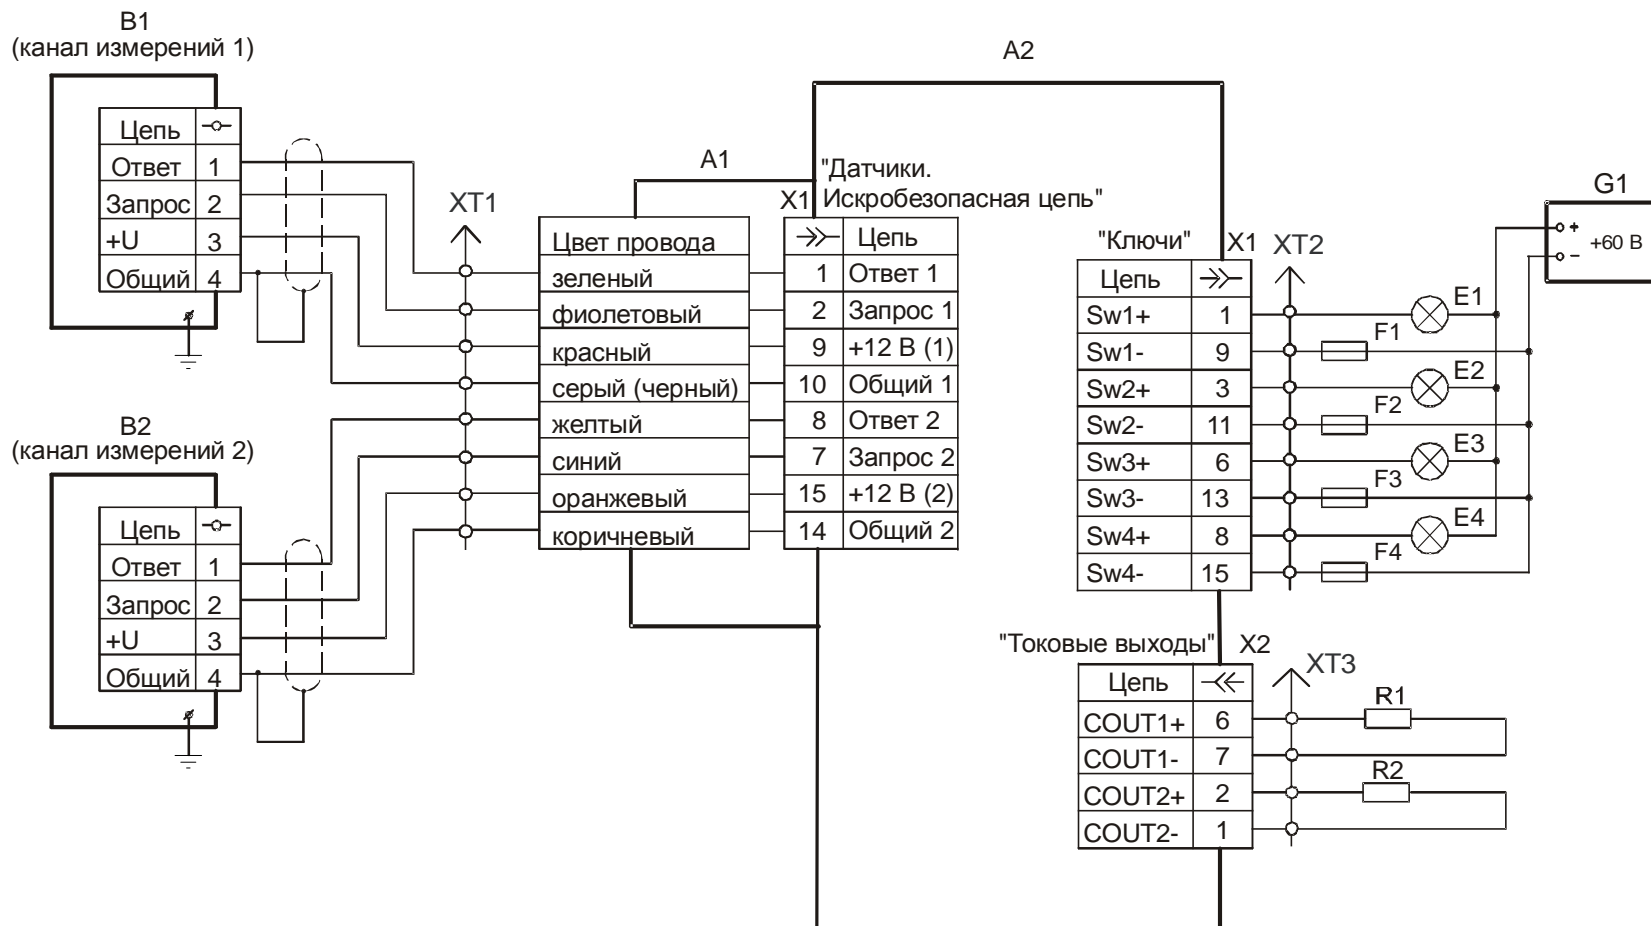 B1
(канал измерений 1)
Цепь
Ответ 1
Запрос 2
+U 3
Общий 4
B2
(канал измерений 2)
Цепь
Ответ 1
Запрос 2
+U 3
Общий 4
XT1
A1
Цвет провода
зеленый
фиолетовый
красный
серый (черный)
желтый
синий
оранжевый
коричневый
A2
"Датчики.
Искробезопасная цепь"
X1
Цепь
1 Ответ 1
2 Запрос 1
9 +12 В (1)
10 Общий 1
8 Ответ 2
7 Запрос 2
15 +12 В (2)
14 Общий 2
"Ключи" X1
Цепь
Sw1+ 1
Sw1- 9
Sw2+ 3
Sw2- 11
Sw3+ 6
Sw3- 13
Sw4+ 8
Sw4- 15
XT2
E1
F1
E2
F2
E3
F3
E4
F4
G1
+
+60 В
–
"Токовые выходы" X2
Цепь
COUT1+ 6
COUT1- 7
COUT2+ 2
COUT2- 1
XT3
R1
R2